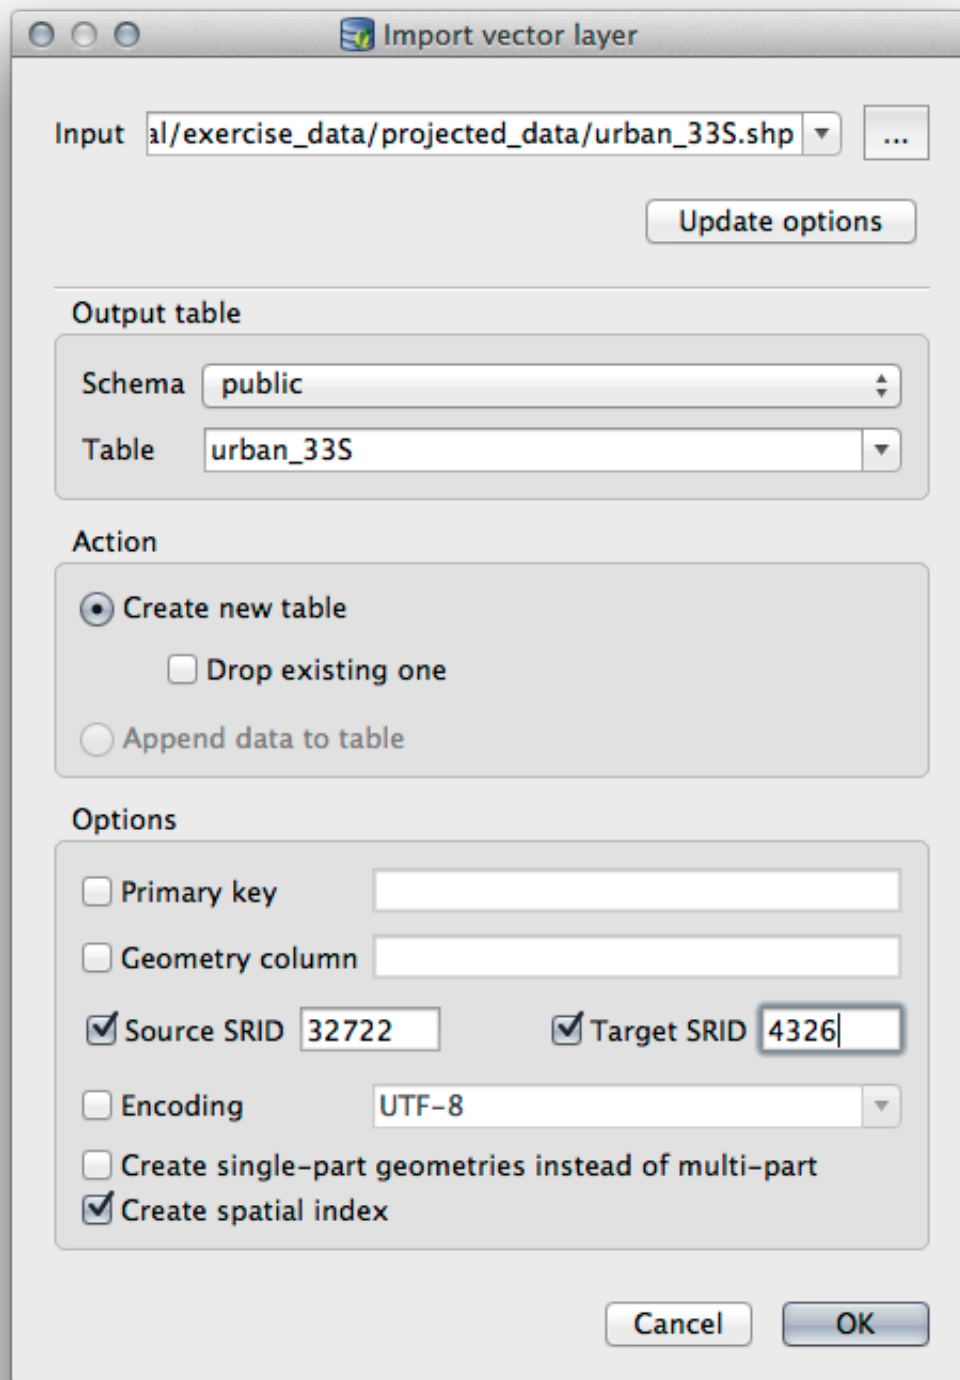 Import vector layer
Input al/exercise_data/projected_data/urban_33S.shp ...
Update options
Output table
Schema public
Table urban_33S
Action
Create new table
Drop existing one
Append data to table
Options
Primary key
Geometry column
Source SRID 32722 Target SRID 4326
Encoding UTF-8
Create single-part geometries instead of multi-part
Create spatial index
Cancel OK